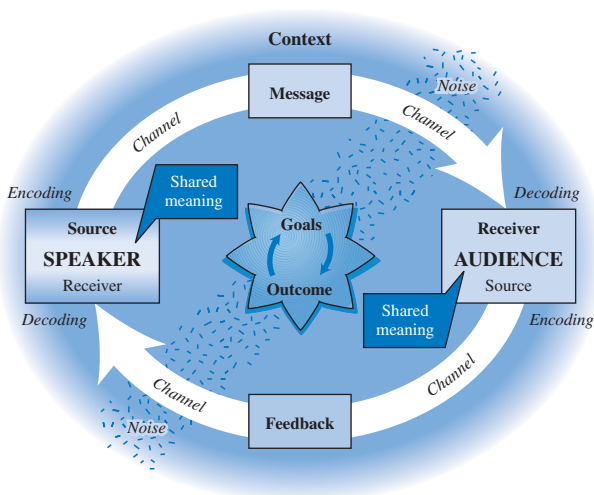 Context
Message
Noise
Channel
Channel
Encoding
Shared
meaning
Decoding
Source
SPEAKER
Receiver
Goals
Outcome
Receiver
AUDIENCE
Source
Shared
meaning
Decoding
Encoding
Channel
Channel
Feedback
Noise